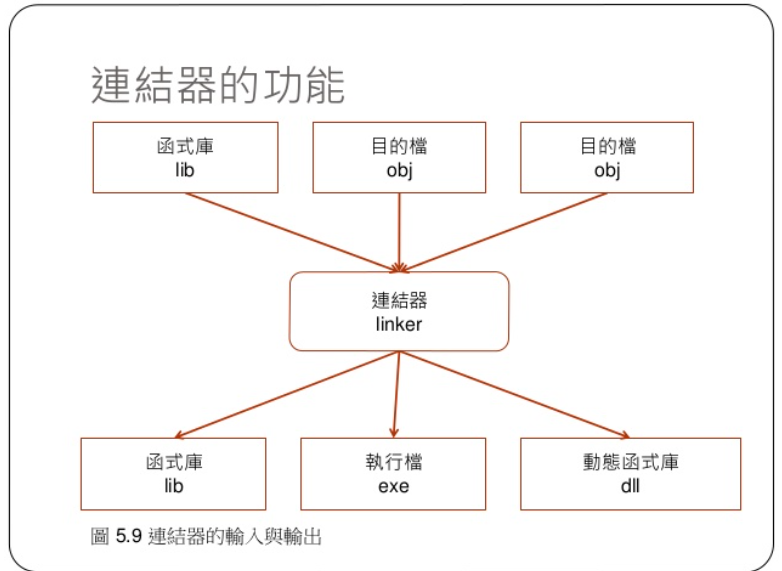 連結器的功能
函式庫
lib
目的檔
obj
目的檔
obj
連結器
linker
函式庫
lib
執行檔
exe
動態函式庫
dll
圖 5.9 連結器的輸入與輸出